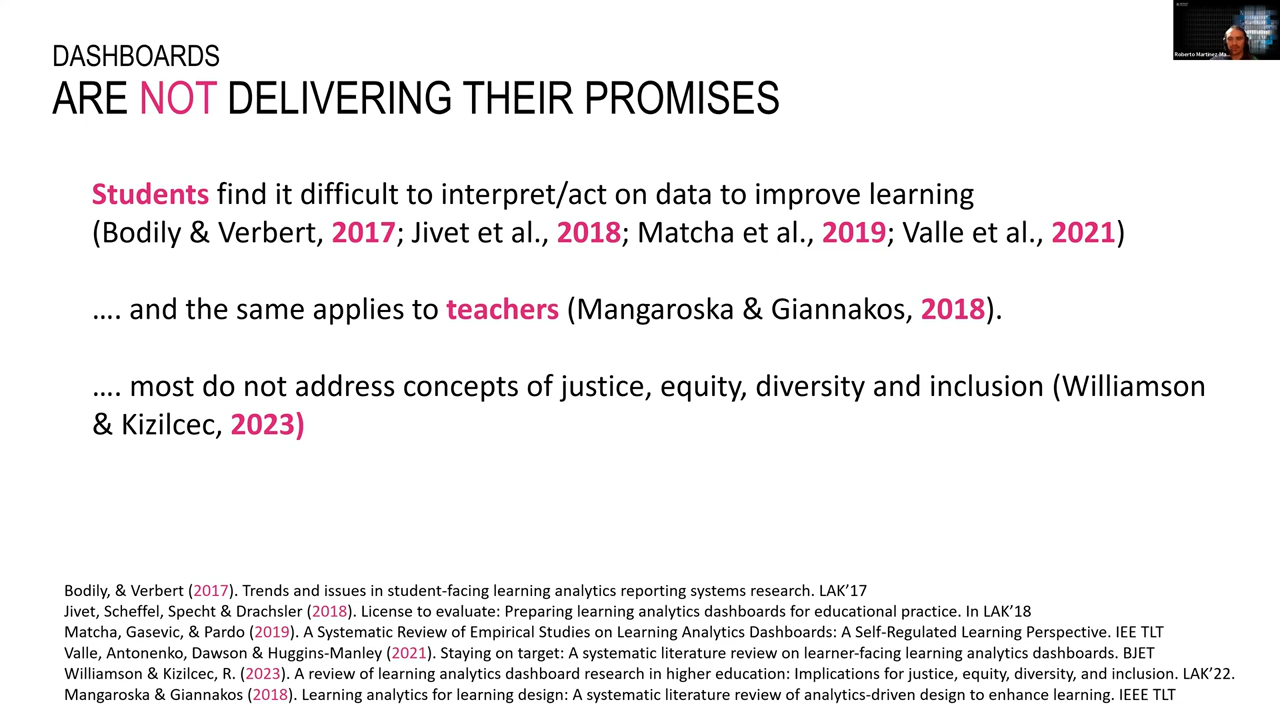 DASHBOARDS
ARE NOT DELIVERING THEIR PROMISES
Roberto Martinez-Ma...
Students find it difficult to interpret/act on data to improve learning
(Bodily & Verbert, 2017; Jivet et al., 2018; Matcha et al., 2019; Valle et al., 2021)
…. and the same applies to teachers (Mangaroska & Giannakos, 2018).
…. most do not address concepts of justice, equity, diversity and inclusion (Williamson
& Kizilcec, 2023)
Bodily, & Verbert (2017). Trends and issues in student-facing learning analytics reporting systems research. LAK’17
Jivet, Scheffel, Specht & Drachsler (2018). License to evaluate: Preparing learning analytics dashboards for educational practice. In LAK’18
Matcha, Gasevic, & Pardo (2019). A Systematic Review of Empirical Studies on Learning Analytics Dashboards: A Self-Regulated Learning Perspective. IEE TLT
Valle, Antonenko, Dawson & Huggins-Manley (2021). Staying on target: A systematic literature review on learner-facing learning analytics dashboards. BJET
Williamson & Kizilcec, R. (2023). A review of learning analytics dashboard research in higher education: Implications for justice, equity, diversity, and inclusion. LAK’22.
Mangaroska & Giannakos (2018). Learning analytics for learning design: A systematic literature review of analytics-driven design to enhance learning. IEEE TLT